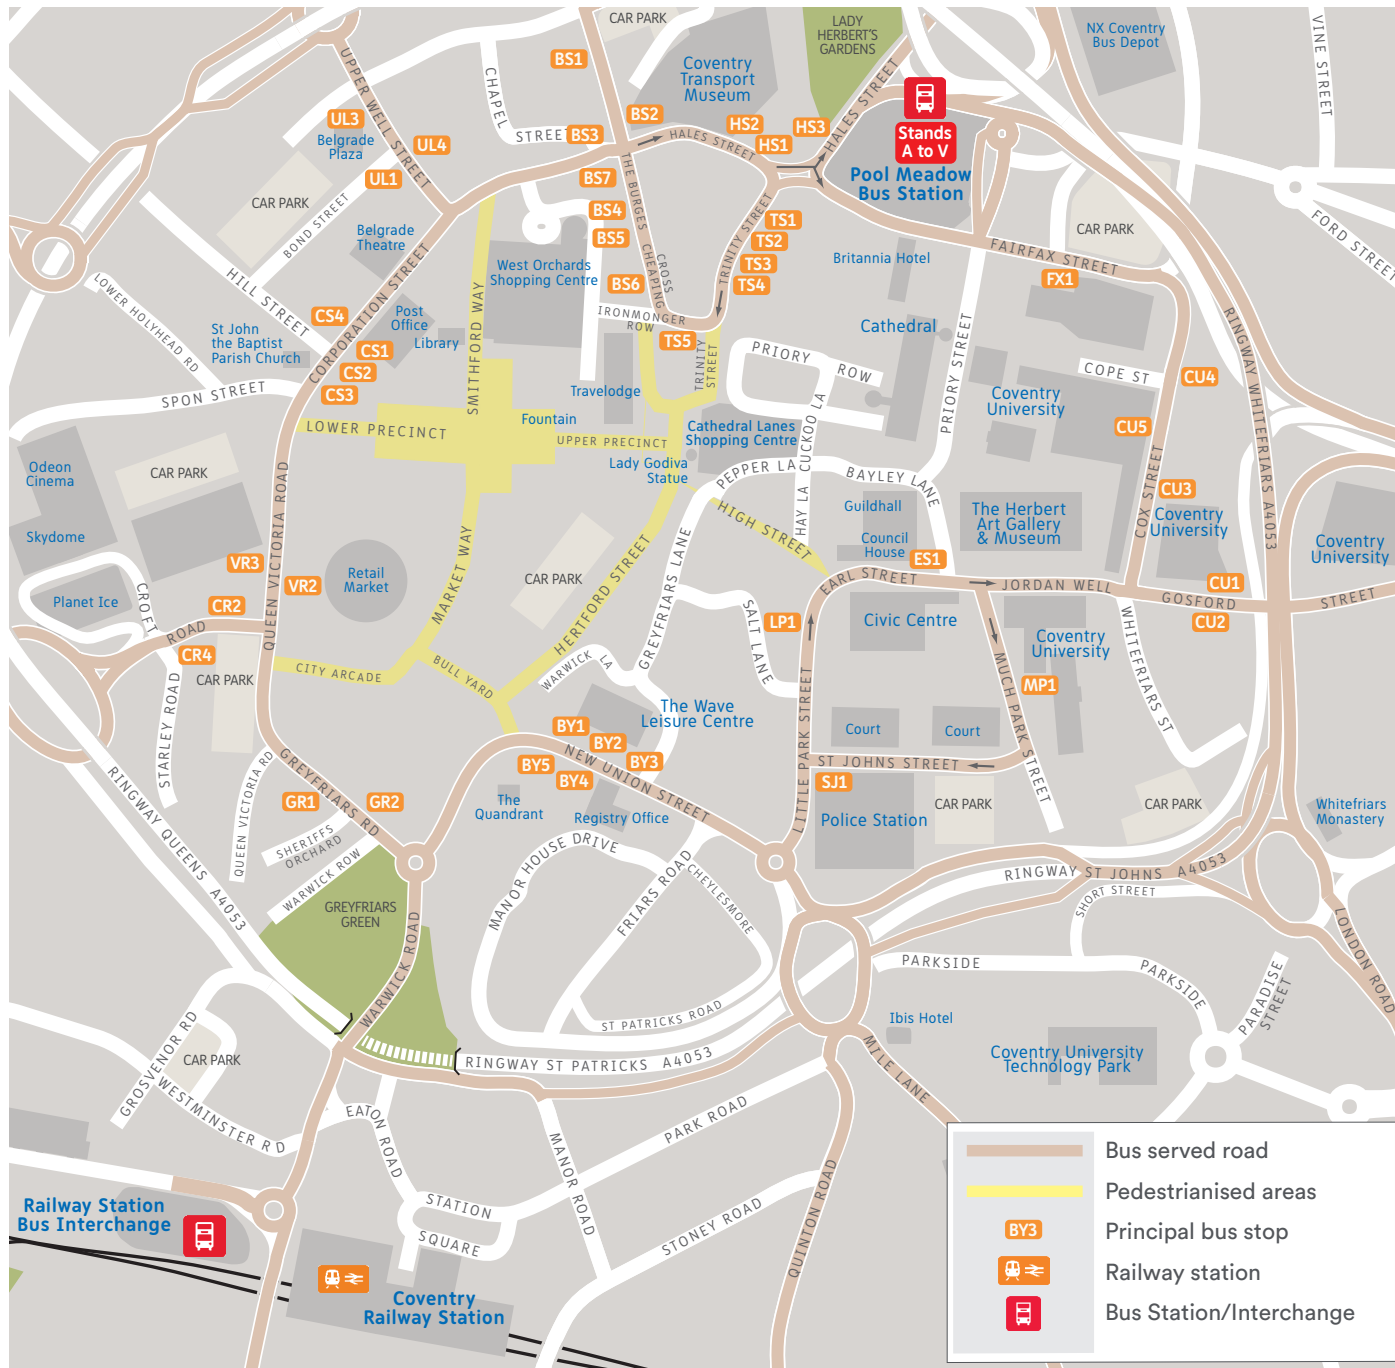 CAR PARK
LADY
HERBERT'S
GARDENS
NX Coventry
Bus Depot
VINE STREET
BS1
UPPER WELL STREET
CHAPEL
STREET
Coventry
Transport
Museum
BS2
HS2
HS3
HS1
HALES STREET
HALES STREET
Stands
A to V
Pool Meadow
Bus Station
UL3
Belgrade
Plaza
UL4
UL1
BS3
BS7
BS4
BS5
BS6
THE BURGES
CROSS
CHEAPING
TRINITY STREET
TS1
TS2
TS3
TS4
TS5
CAR PARK
BOND STREET
Belgrade
Theatre
West Orchards
Shopping Centre
SMITHFORD WAY
Britannia Hotel
FAIRFAX STREET
FX1
CAR PARK
FORD STREET
RINGWAY WHITEFRIARS A4053
LOWER HOLYHEAD RD
HILL STREET
CORPORATION STREET
CS4
Post
Office
Library
St John
the Baptist
Parish Church
CS1
CS2
CS3
IRONMONGER
ROW
TRINITY
STREET
PRIORY ROW
Cathedral
PRIORY STREET
COPE ST
CU4
CU5
Coventry
University
SPON STREET
LOWER PRECINCT
Fountain
Travelodge
UPPER PRECINCT
Cathedral Lanes
Shopping Centre
Lady Godiva
Statue
CUCKOO LA
HAY LA
PEPPER LA
BAYLEY LANE
Guildhall
Council
House
ES1
The Herbert
Art Gallery
& Museum
COX STREET
CU3
Coventry
University
Coventry
University
Odeon
Cinema
Skydome
CAR PARK
QUEEN VICTORIA ROAD
VR3
VR2
Retail
Market
MARKET WAY
CAR PARK
HERTFORD STREET
HIGH STREET
GREYFRIARS LANE
EARL STREET
JORDAN WELL
GOSFORD
STREET
CU1
CU2
Planet Ice
CROFT
ROAD
CR2
CR4
CAR PARK
CITY ARCADE
BULL YARD
WARWICK LA
SALT LANE
LP1
Civic Centre
Coventry
University
WHITEFRIARS ST
MUCH PARK STREET
MP1
The Wave
Leisure Centre
BY1
BY2
BY3
BY5
BY4
NEW UNION STREET
LITTLE PARK STREET
Court
Court
ST JOHNS STREET
SJ1
STARLEY ROAD
QUEEN VICTORIA RD
GREYFRIARS RD
GR1
GR2
SHERIFFS
ORCHARD
WARWICK ROW
The
Quandrant
Registry Office
Police Station
CAR PARK
CAR PARK
Whitefriars
Monastery
RINGWAY QUEENS A4053
GREYFRIARS
GREEN
MANOR HOUSE DRIVE
FRIARS ROAD
CHEYLESMORE
RINGWAY ST JOHNS A4053
SHORT STREET
LONDON ROAD
WARWICK ROAD
PARKSIDE
PARKSIDE
PARADISE
STREET
ST PATRICKS ROAD
Ibis Hotel
MILE LANE
Coventry University
Technology Park
GROSVENOR RD
CAR PARK
WESTMINSTER RD
RINGWAY ST PATRICKS A4053
EATON ROAD
MANOR ROAD
PARK ROAD
STATION
SQUARE
STONEY ROAD
QUINTON ROAD
Railway Station
Bus Interchange
Coventry
Railway Station
Bus served road
Pedestrianised areas
BY3
Principal bus stop
Railway station
Bus Station/Interchange